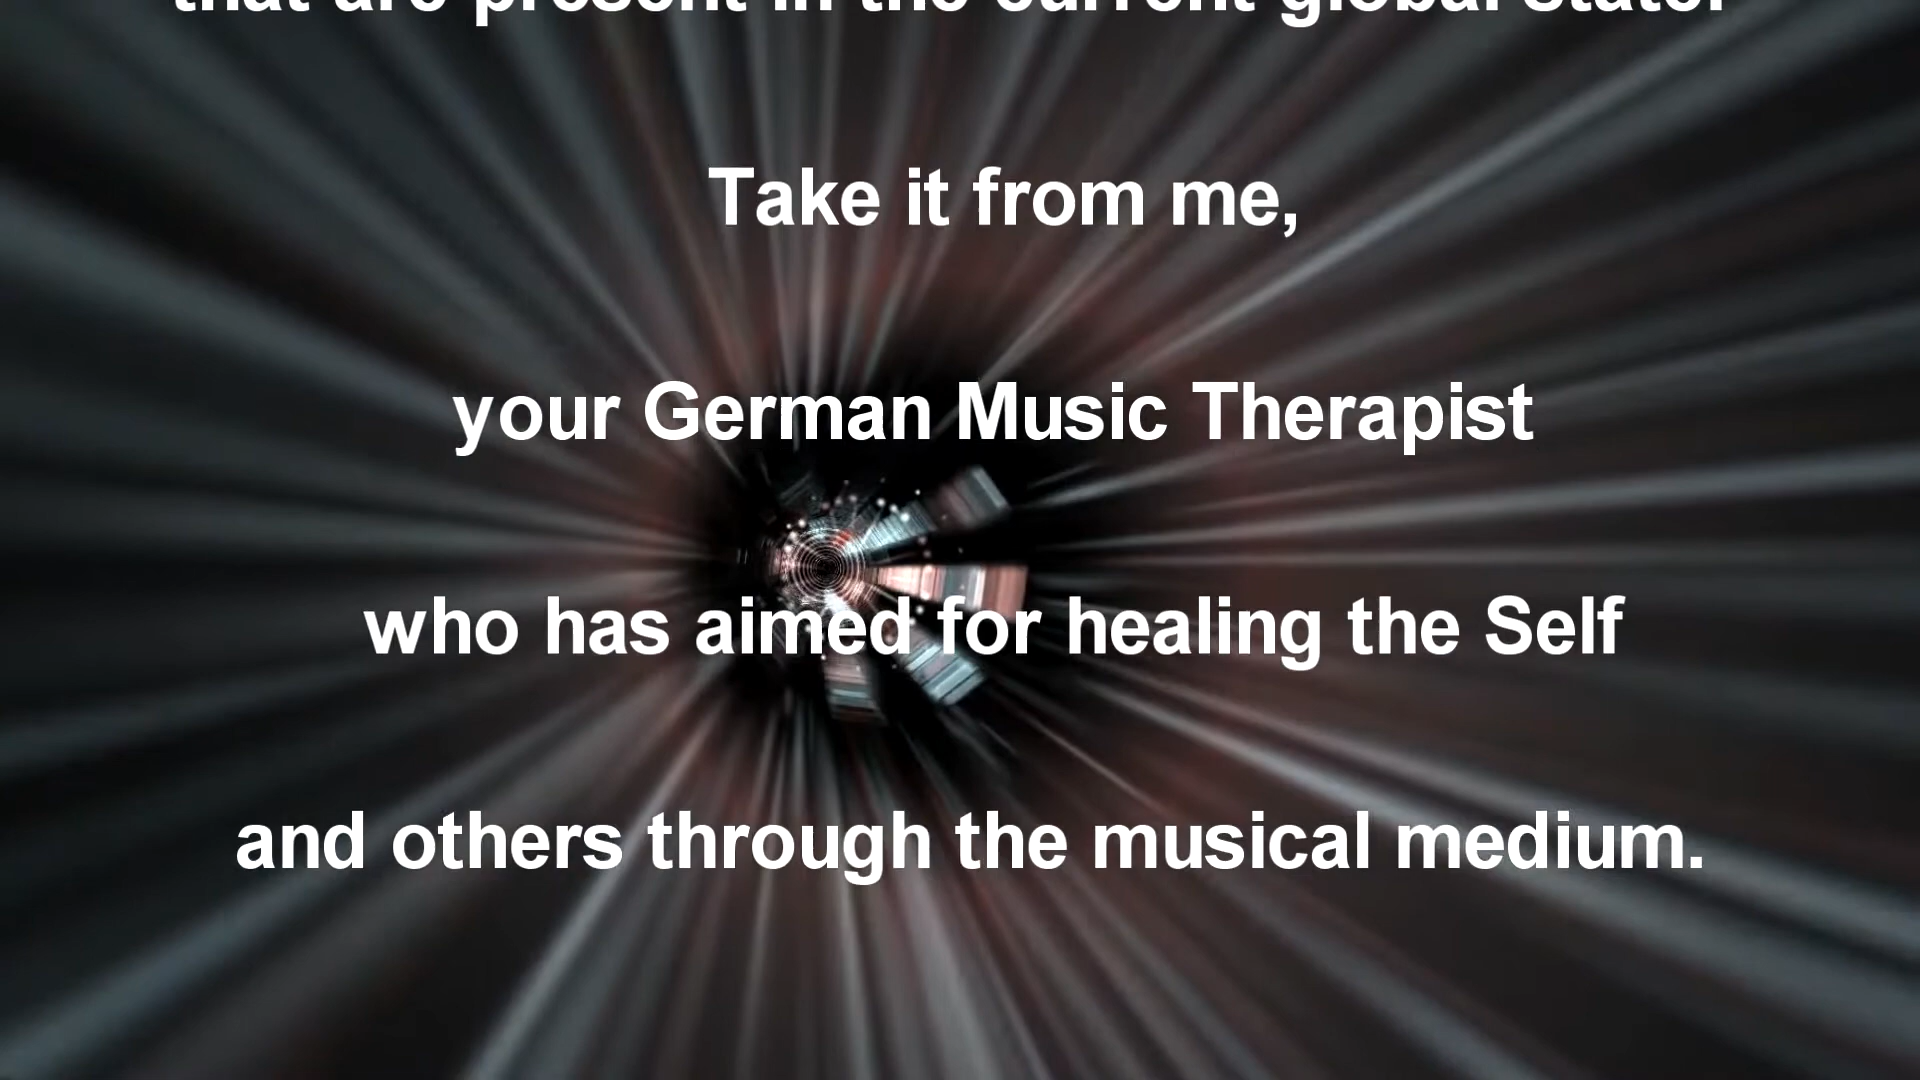 that are present in the current global state.
Take it from me,
your German Music Therapist
who has aimed for healing the Self
and others through the musical medium.